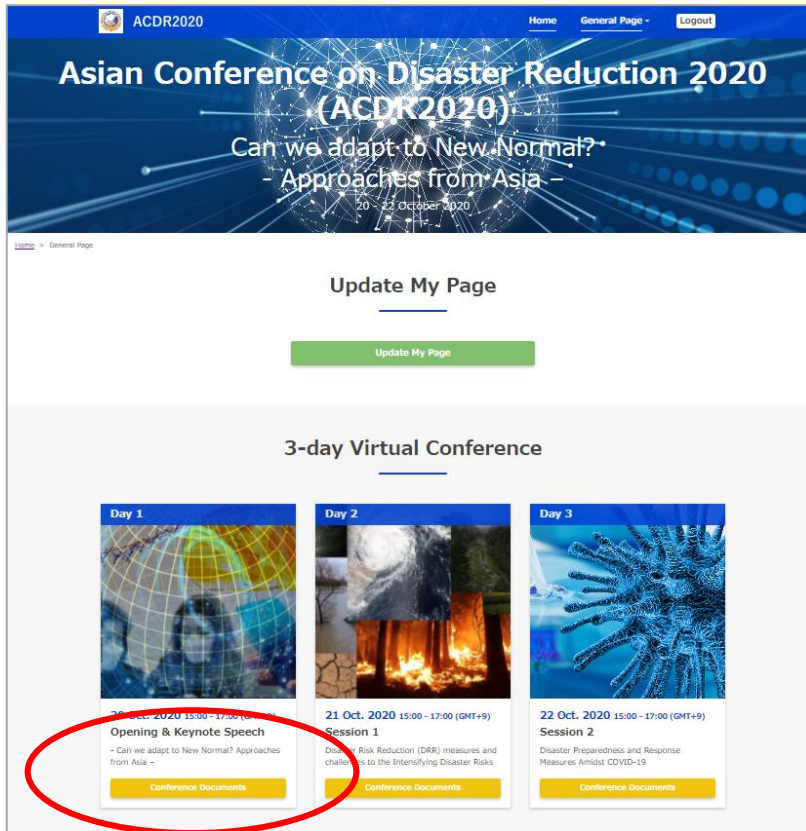 ACDR2020
Home
General Page
Logout
Asian Conference on Disaster Reduction 2020
(ACDR2020)
Can we adapt to New Normal?
- Approaches from Asia –
20 - 22 October 2020
Home > General Page
Update My Page
Update My Page
3-day Virtual Conference
Day 1
20 Oct. 2020 15:00 - 17:00 (GMT+9)
Opening & Keynote Speech
- Can we adapt to New Normal? Approaches
from Asia –
Conference Documents
Day 2
21 Oct. 2020 15:00 - 17:00 (GMT+9)
Session 1
Disaster Risk Reduction (DRR) measures and
challenges to the Intensifying Disaster Risks
Conference Documents
Day 3
22 Oct. 2020 15:00 - 17:00 (GMT+9)
Session 2
Disaster Preparedness and Response
Measures Amidst COVID-19
Conference Documents